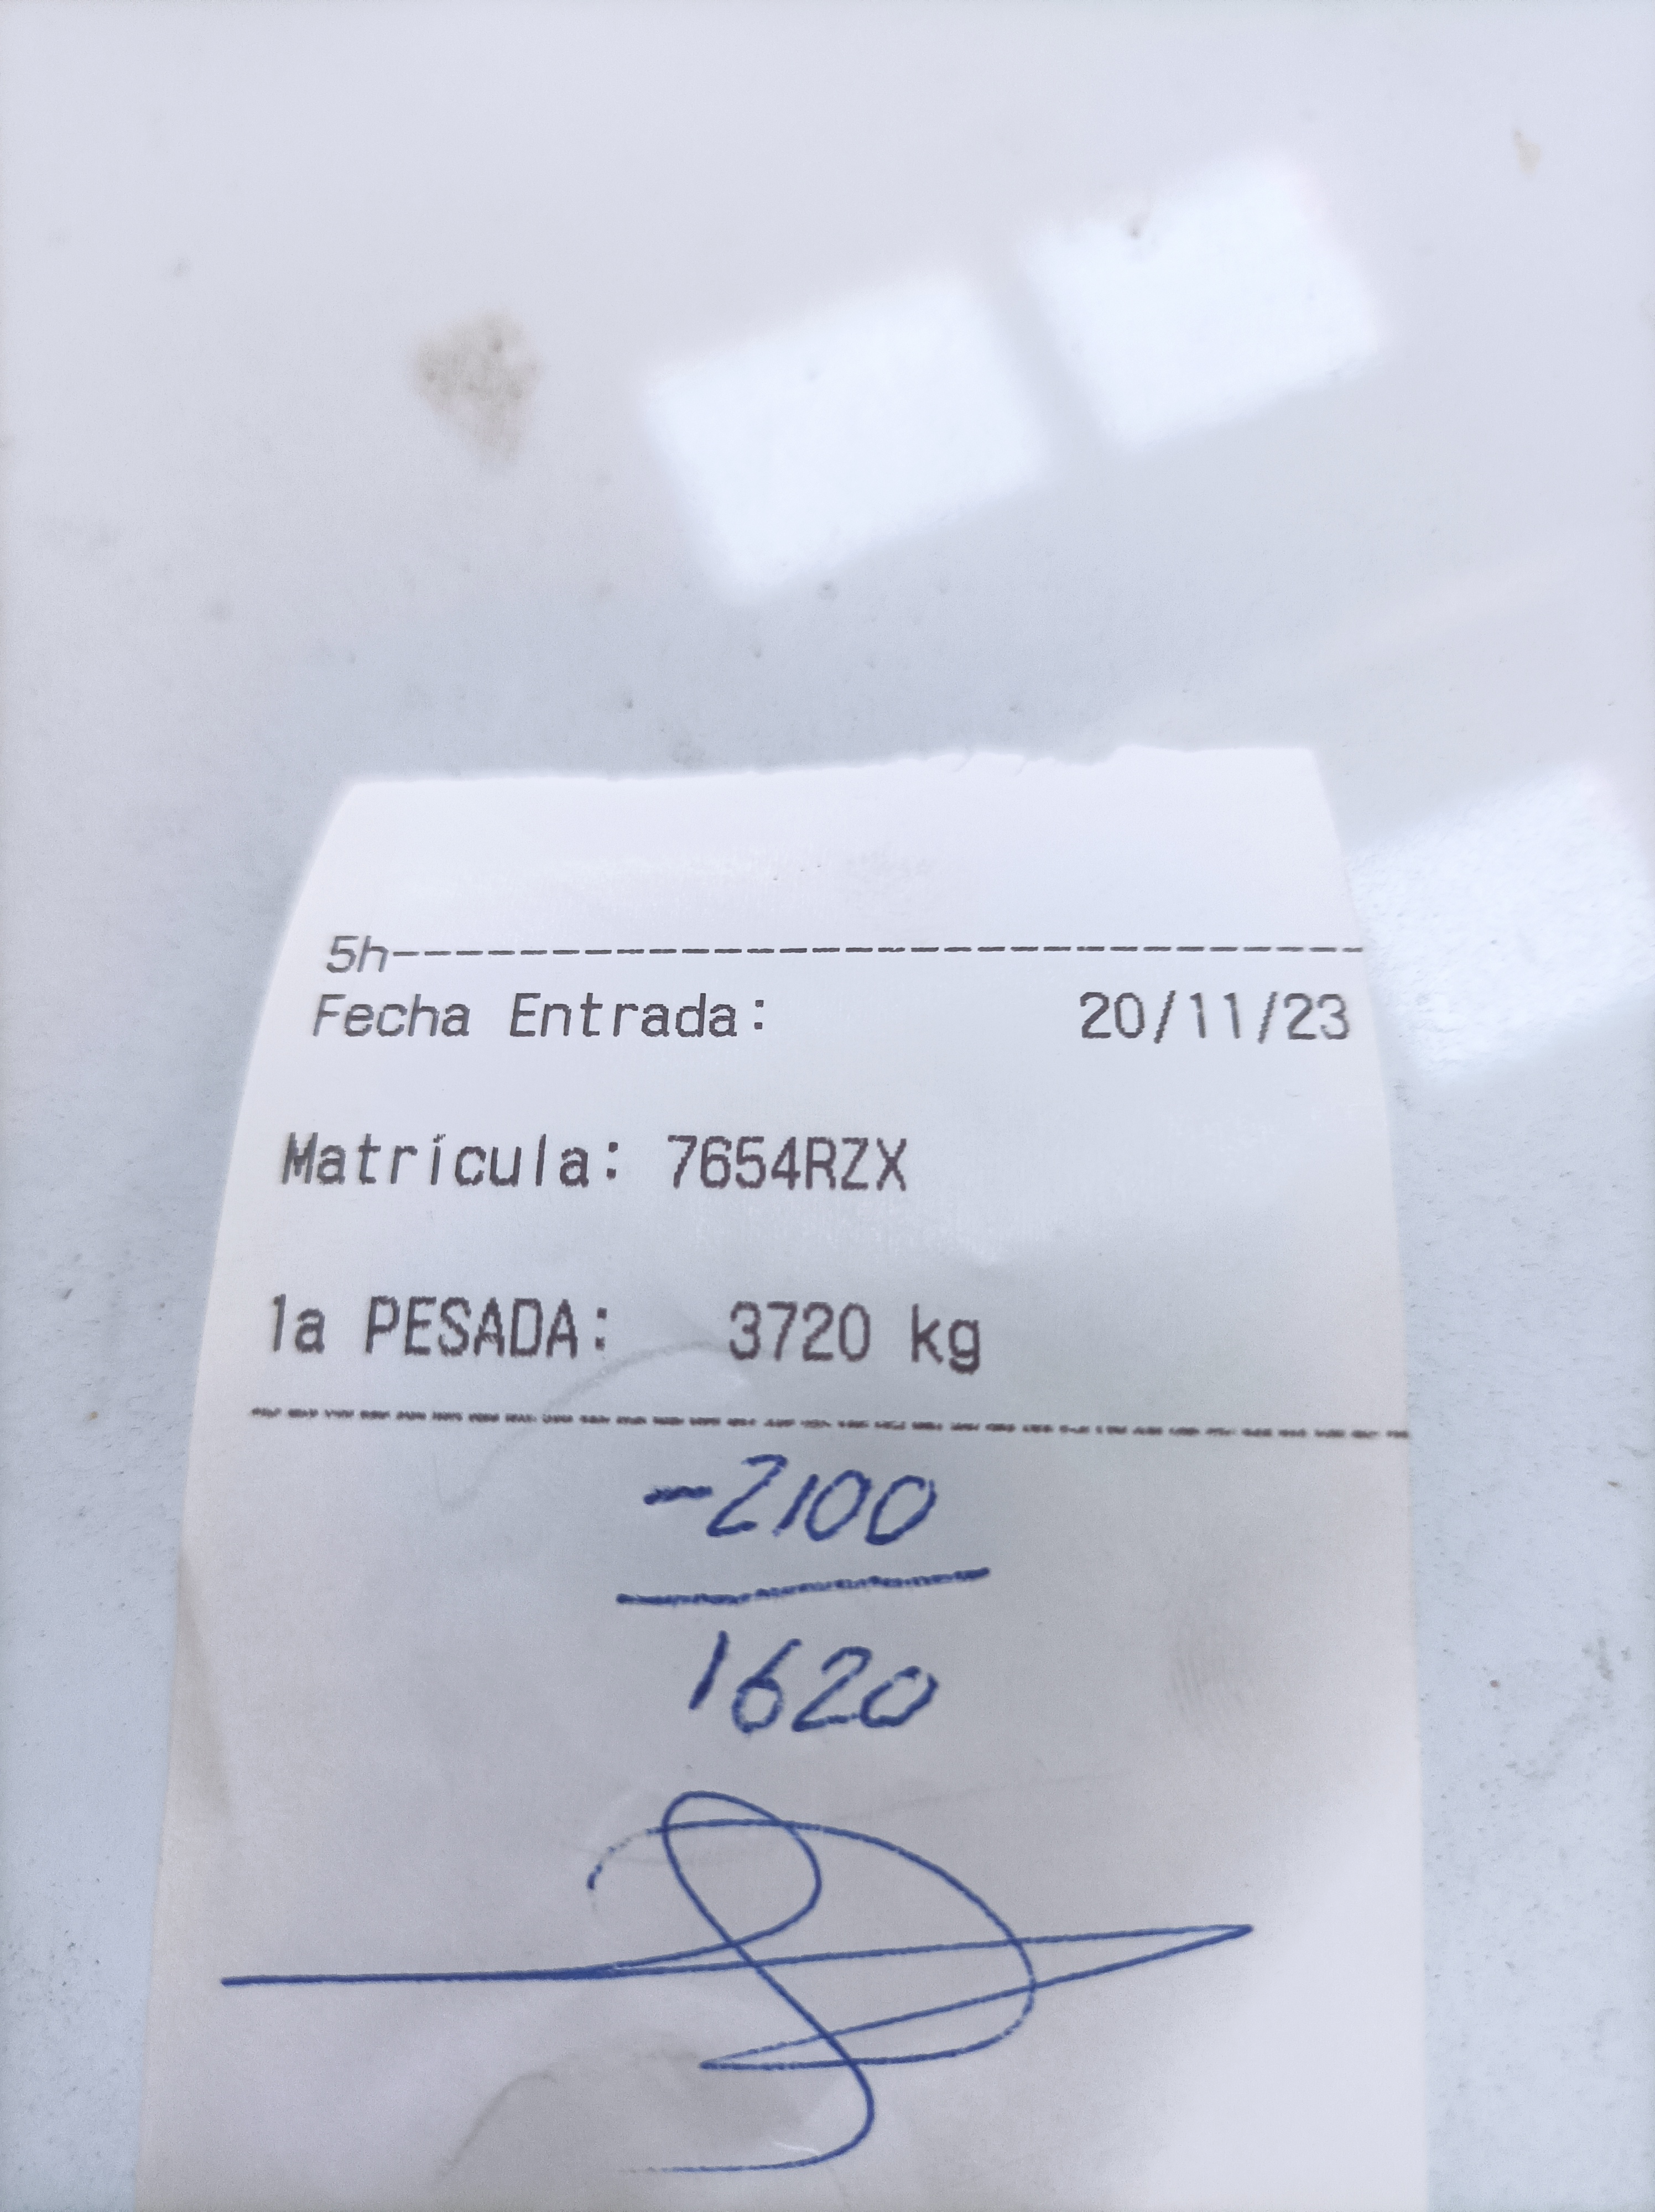 5h------------------------------
Fecha Entrada: 20/11/23
Matrícula: 7654RZX
1a PESADA: 3720 kg
-2100
1620